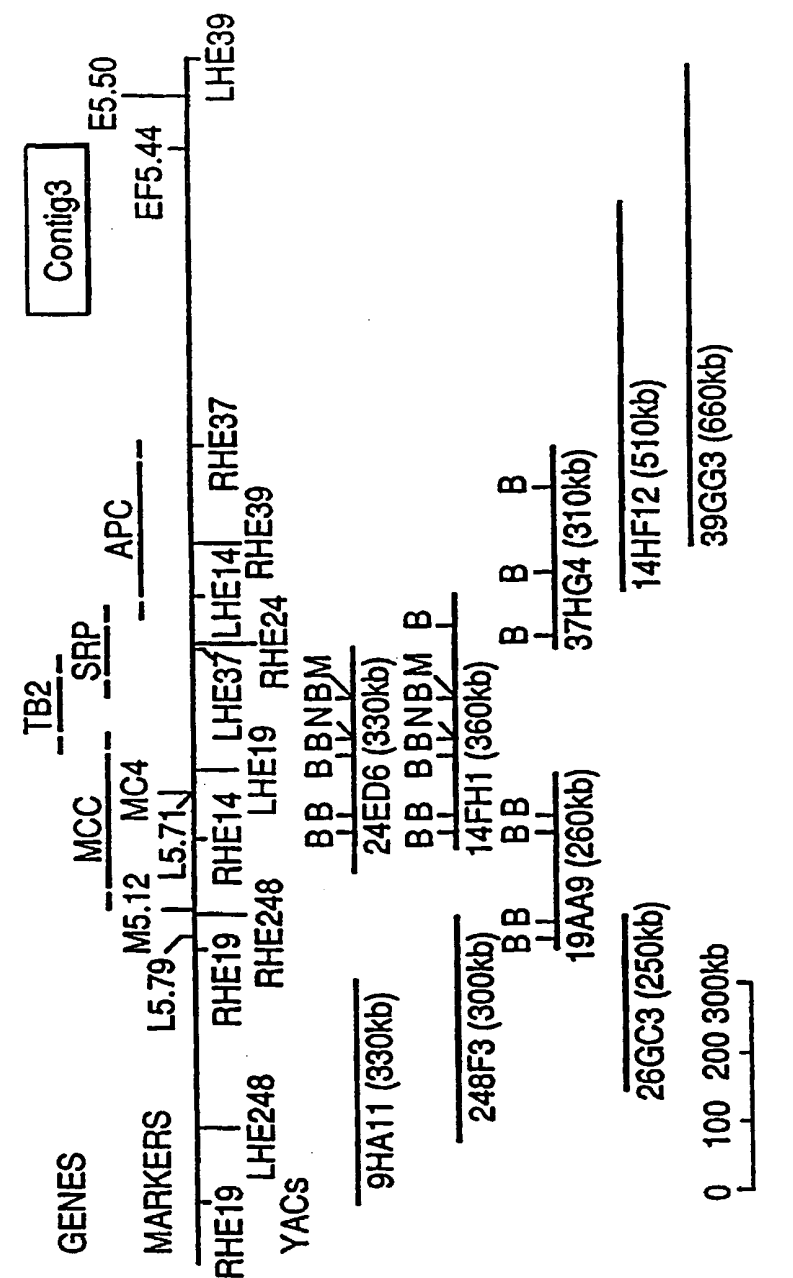 Contig3
GENES
MCC
TB2
SRP
APC
MARKERS
L5.79
M5.12
L5.71
MC4
EF5.44
E5.50
RHE19
LHE248
RHE19
RHE248
RHE14
LHE19
LHE37
RHE24
LHE14
RHE39
RHE37
LHE39
YACs
9HA11 (330kb)
B B B B N B M
24ED6 (330kb)
248F3 (300kb)
B B B B N B M B
14FH1 (360kb)
B B B B
19AA9 (260kb)
B B B
37HG4 (310kb)
26GC3 (250kb)
14HF12 (510kb)
39GG3 (660kb)
0 100 200 300kb